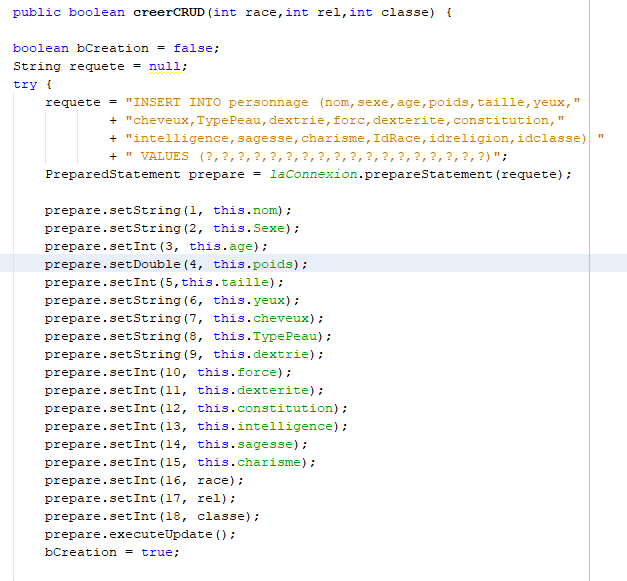 public boolean creerCRUD(int race,int rel,int classe) {
boolean bCreation = false;
String requete = null;
try {
requete = "INSERT INTO personnage (nom,sexe,age,poids,taille,yeux,"
+ "cheveux,TypePeau,dextrie,forc,dexterite,constitution,"
+ "intelligence,sagesse,charisme,IdRace,idreligion,idclasse) "
+ " VALUES (?,?,?,?,?,?,?,?,?,?,?,?,?,?,?,?,?,?)";
PreparedStatement prepare = laConnexion.prepareStatement(requete);
prepare.setString(1, this.nom);
prepare.setString(2, this.Sexe);
prepare.setInt(3, this.age);
prepare.setDouble(4, this.poids);
prepare.setInt(5,this.taille);
prepare.setString(6, this.yeux);
prepare.setString(7, this.cheveux);
prepare.setString(8, this.TypePeau);
prepare.setString(9, this.dextrie);
prepare.setInt(10, this.force);
prepare.setInt(11, this.dexterite);
prepare.setInt(12, this.constitution);
prepare.setInt(13, this.intelligence);
prepare.setInt(14, this.sagesse);
prepare.setInt(15, this.charisme);
prepare.setInt(16, race);
prepare.setInt(17, rel);
prepare.setInt(18, classe);
prepare.executeUpdate();
bCreation = true;